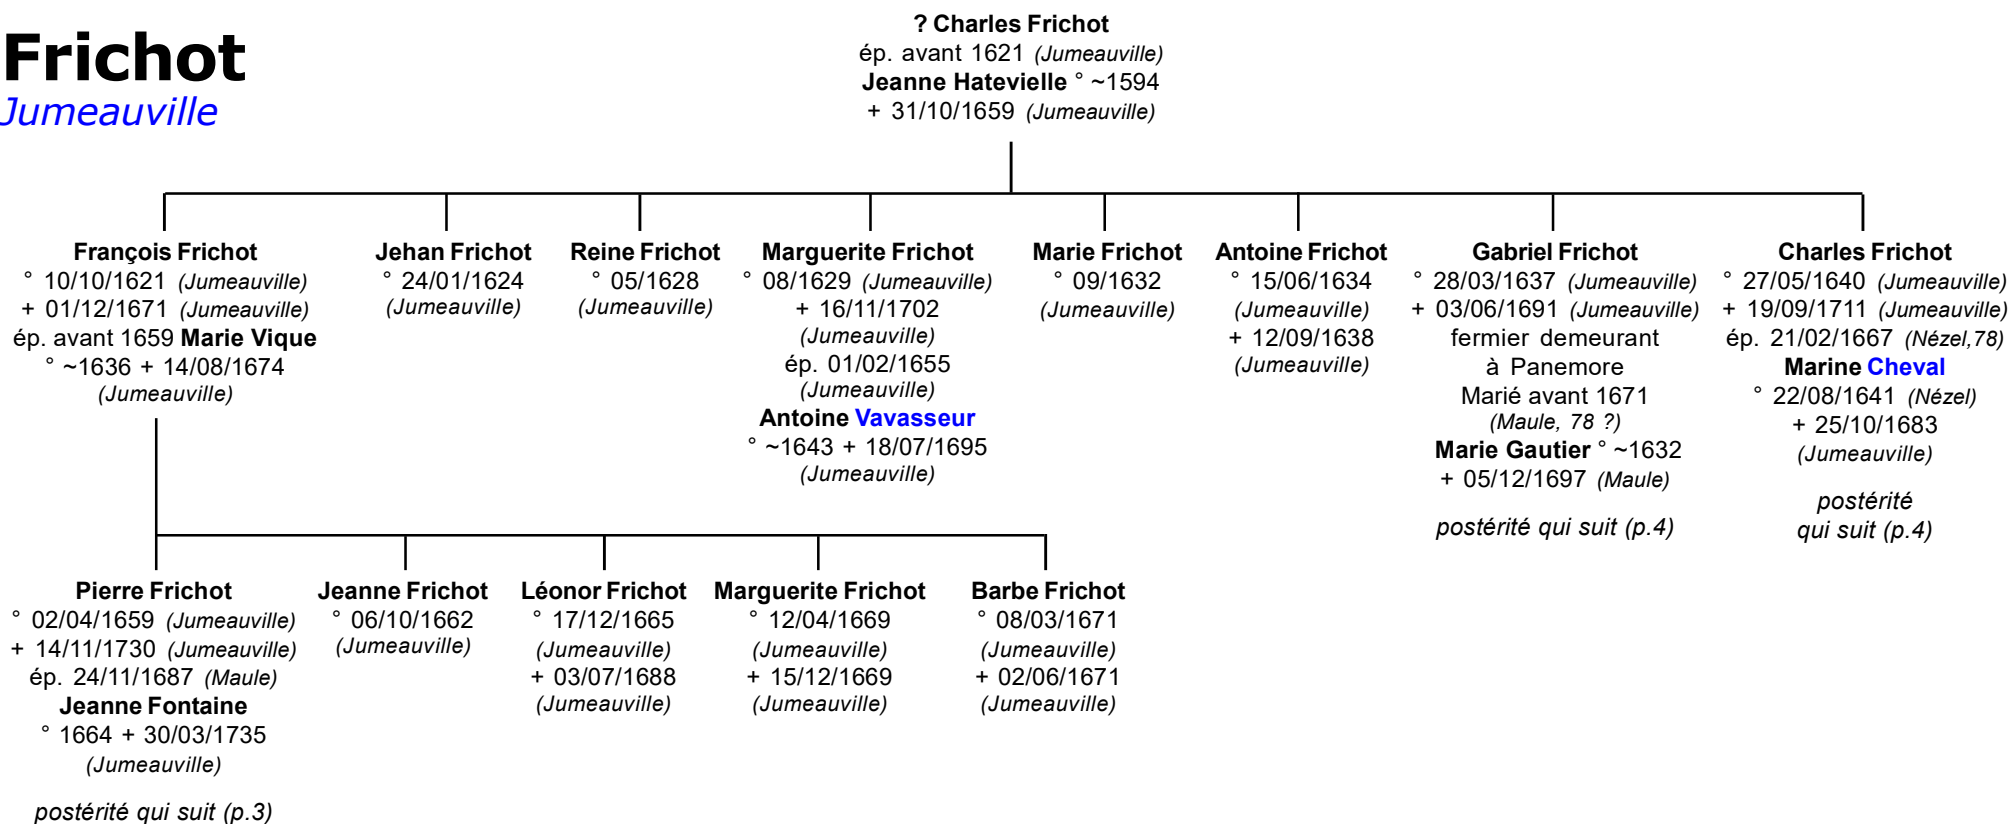 Frichot
Jumeauville
? Charles Frichot
ép. avant 1621 (Jumeauville)
Jeanne Hatevielle ° ~1594
+ 31/10/1659 (Jumeauville)
François Frichot
° 10/10/1621 (Jumeauville)
+ 01/12/1671 (Jumeauville)
ép. avant 1659 Marie Vique
° ~1636 + 14/08/1674
(Jumeauville)
Jehan Frichot
° 24/01/1624
(Jumeauville)
Reine Frichot
° 05/1628
(Jumeauville)
Marguerite Frichot
° 08/1629 (Jumeauville)
+ 16/11/1702
(Jumeauville)
ép. 01/02/1655
(Jumeauville)
Antoine Vavasseur
° ~1643 + 18/07/1695
(Jumeauville)
Marie Frichot
° 09/1632
(Jumeauville)
Antoine Frichot
° 15/06/1634
(Jumeauville)
+ 12/09/1638
(Jumeauville)
Gabriel Frichot
° 28/03/1637 (Jumeauville)
+ 03/06/1691 (Jumeauville)
fermier demeurant
à Panemore
Marié avant 1671
(Maule, 78 ?)
Marie Gautier ° ~1632
+ 05/12/1697 (Maule)
postérité qui suit (p.4)
Charles Frichot
° 27/05/1640 (Jumeauville)
+ 19/09/1711 (Jumeauville)
ép. 21/02/1667 (Nézel,78)
Marine Cheval
° 22/08/1641 (Nézel)
+ 25/10/1683
(Jumeauville)
postérité
qui suit (p.4)
Pierre Frichot
° 02/04/1659 (Jumeauville)
+ 14/11/1730 (Jumeauville)
ép. 24/11/1687 (Maule)
Jeanne Fontaine
° 1664 + 30/03/1735
(Jumeauville)
postérité qui suit (p.3)
Jeanne Frichot
° 06/10/1662
(Jumeauville)
Léonor Frichot
° 17/12/1665
(Jumeauville)
+ 03/07/1688
(Jumeauville)
Marguerite Frichot
° 12/04/1669
(Jumeauville)
+ 15/12/1669
(Jumeauville)
Barbe Frichot
° 08/03/1671
(Jumeauville)
+ 02/06/1671
(Jumeauville)